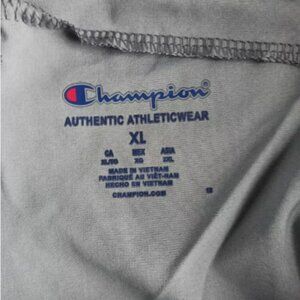 Champion®
AUTHENTIC ATHLETICWEAR
XL
CA MEX ASIA
XL/TG XG XXL
MADE IN VIETNAM
FABRIQUÉ AU VIÊT-NAM
HECHO EN VIETNAM
CHAMPION.COM